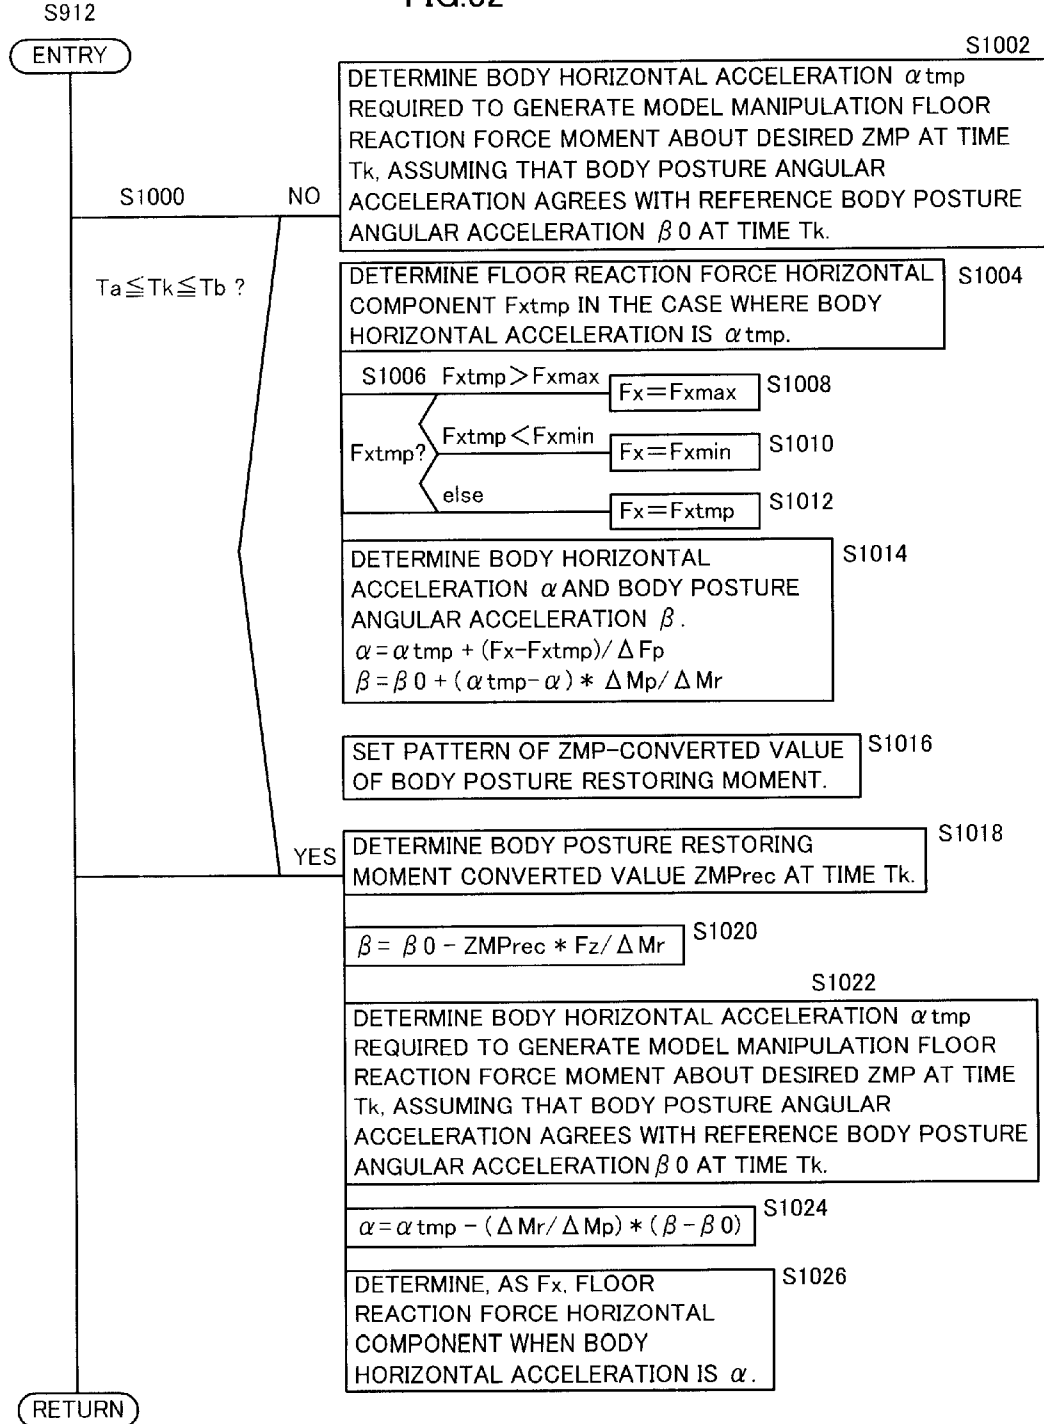 S912
ENTRY
S1002
DETERMINE BODY HORIZONTAL ACCELERATION αtmp
REQUIRED TO GENERATE MODEL MANIPULATION FLOOR
REACTION FORCE MOMENT ABOUT DESIRED ZMP AT TIME
Tk, ASSUMING THAT BODY POSTURE ANGULAR
ACCELERATION AGREES WITH REFERENCE BODY POSTURE
ANGULAR ACCELERATION β0 AT TIME Tk.
S1000
NO
Ta≦Tk≦Tb ?
DETERMINE FLOOR REACTION FORCE HORIZONTAL
COMPONENT Fxtmp IN THE CASE WHERE BODY
HORIZONTAL ACCELERATION IS αtmp.
S1004
S1006 Fxtmp>Fxmax
Fx=Fxmax
S1008
Fxtmp?
Fxtmp<Fxmin
Fx=Fxmin
S1010
else
Fx=Fxtmp
S1012
DETERMINE BODY HORIZONTAL
ACCELERATION α AND BODY POSTURE
ANGULAR ACCELERATION β.
α=αtmp + (Fx-Fxtmp)/ΔFp
β=β0+(αtmp-α)* ΔMp/ΔMr
S1014
SET PATTERN OF ZMP-CONVERTED VALUE
OF BODY POSTURE RESTORING MOMENT.
S1016
YES
DETERMINE BODY POSTURE RESTORING
MOMENT CONVERTED VALUE ZMPrec AT TIME Tk.
S1018
β= β0 - ZMPrec * Fz/ΔMr
S1020
S1022
DETERMINE BODY HORIZONTAL ACCELERATION αtmp
REQUIRED TO GENERATE MODEL MANIPULATION FLOOR
REACTION FORCE MOMENT ABOUT DESIRED ZMP AT TIME
Tk, ASSUMING THAT BODY POSTURE ANGULAR
ACCELERATION AGREES WITH REFERENCE BODY POSTURE
ANGULAR ACCELERATION β0 AT TIME Tk.
α=αtmp - (ΔMr/ΔMp)*(β-β0)
S1024
DETERMINE, AS Fx, FLOOR
REACTION FORCE HORIZONTAL
COMPONENT WHEN BODY
HORIZONTAL ACCELERATION IS α.
S1026
RETURN